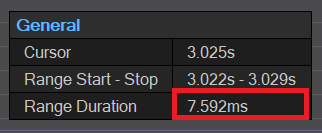 General
Cursor 3.025s
Range Start - Stop 3.022s - 3.029s
Range Duration 7.592ms